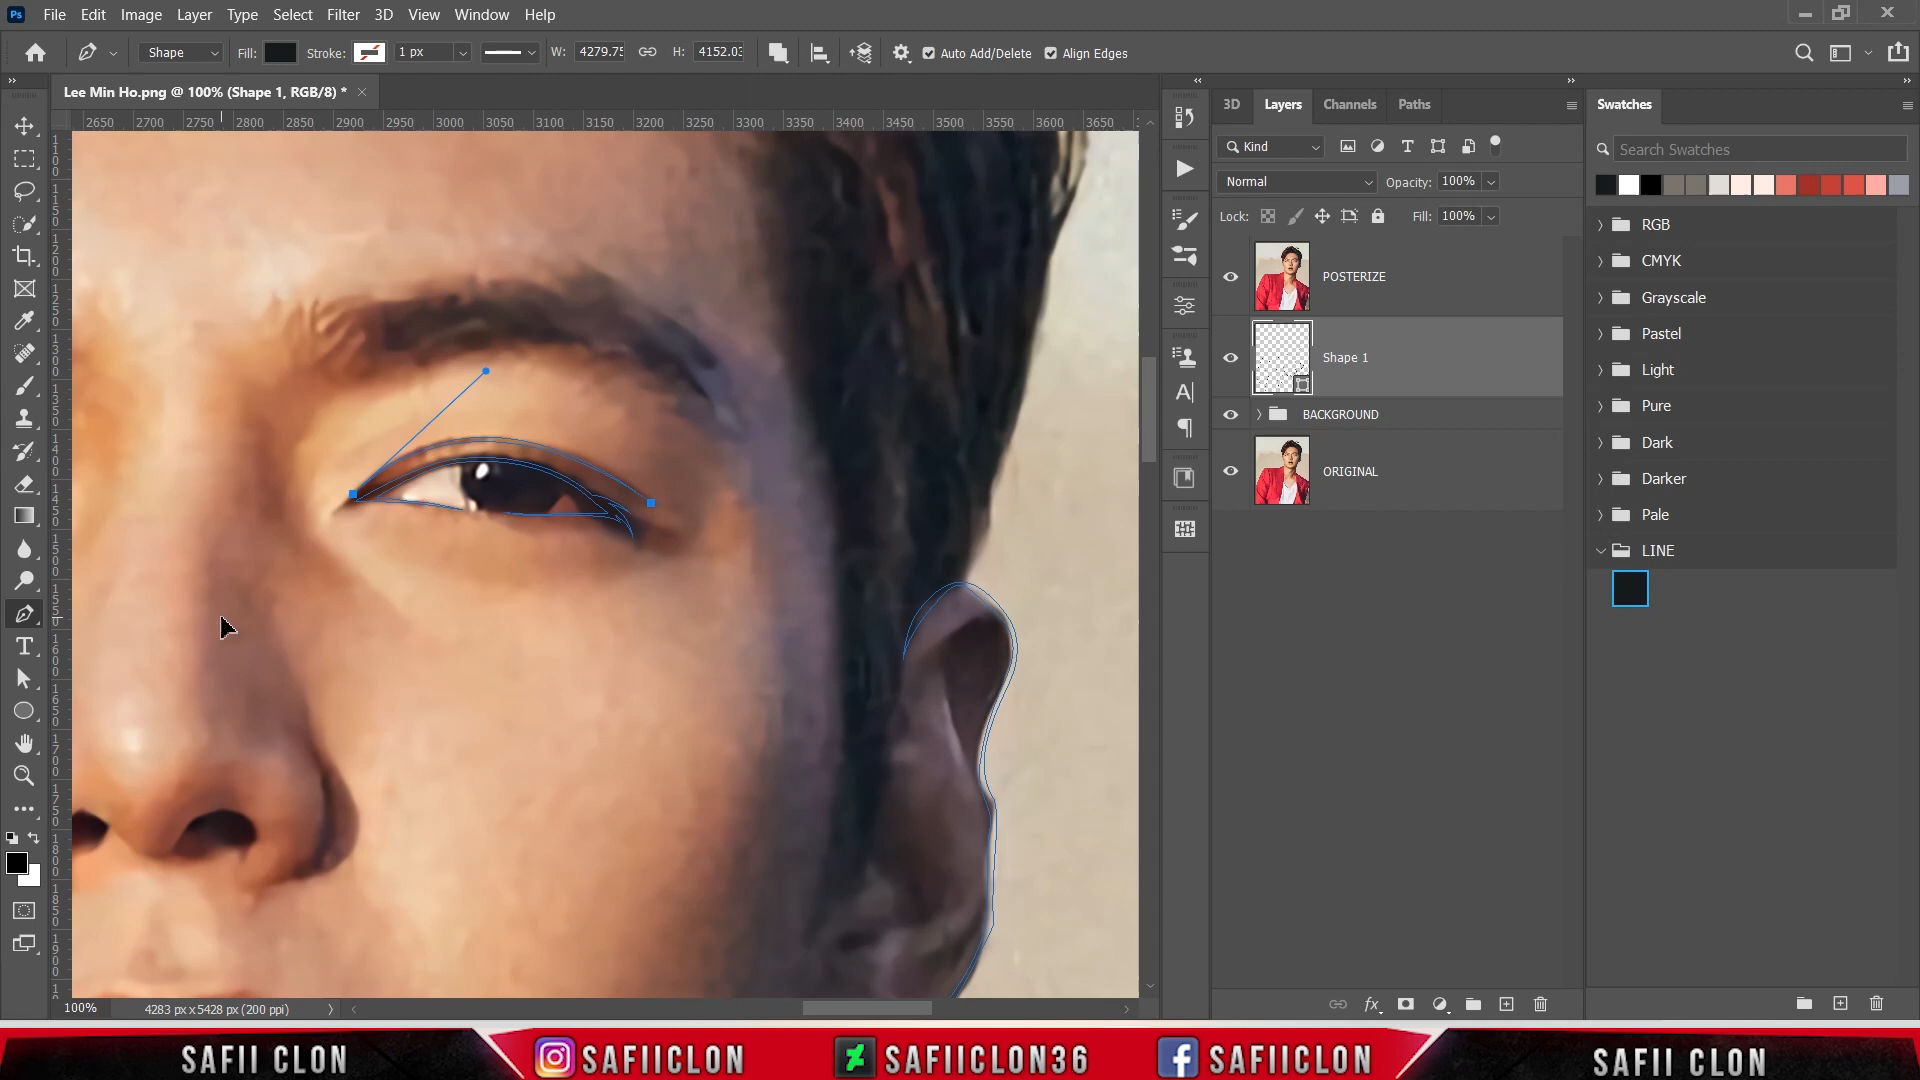 Ps File Edit Image Layer Type Select Filter 3D View Window Help
Shape Fill: Stroke: 1 px W: 4279.75 H: 4152.03 Auto Add/Delete Align Edges
Lee Min Ho.png @ 100% (Shape 1, RGB/8) *
2650 2700 2750 2800 2850 2900 2950 3000 3050 3100 3150 3200 3250 3300 3350 3400 3450 3500 3550 3600 3650
3D Layers Channels Paths
Kind
Normal Opacity: 100%
Lock: Fill: 100%
POSTERIZE
Shape 1
BACKGROUND
ORIGINAL
Swatches
Search Swatches
RGB
CMYK
Grayscale
Pastel
Light
Pure
Dark
Darker
Pale
LINE
100% 4283 px x 5428 px (200 ppi)
SAFII CLON SAFIICLON SAFIICLON36 SAFIICLON SAFII CLON